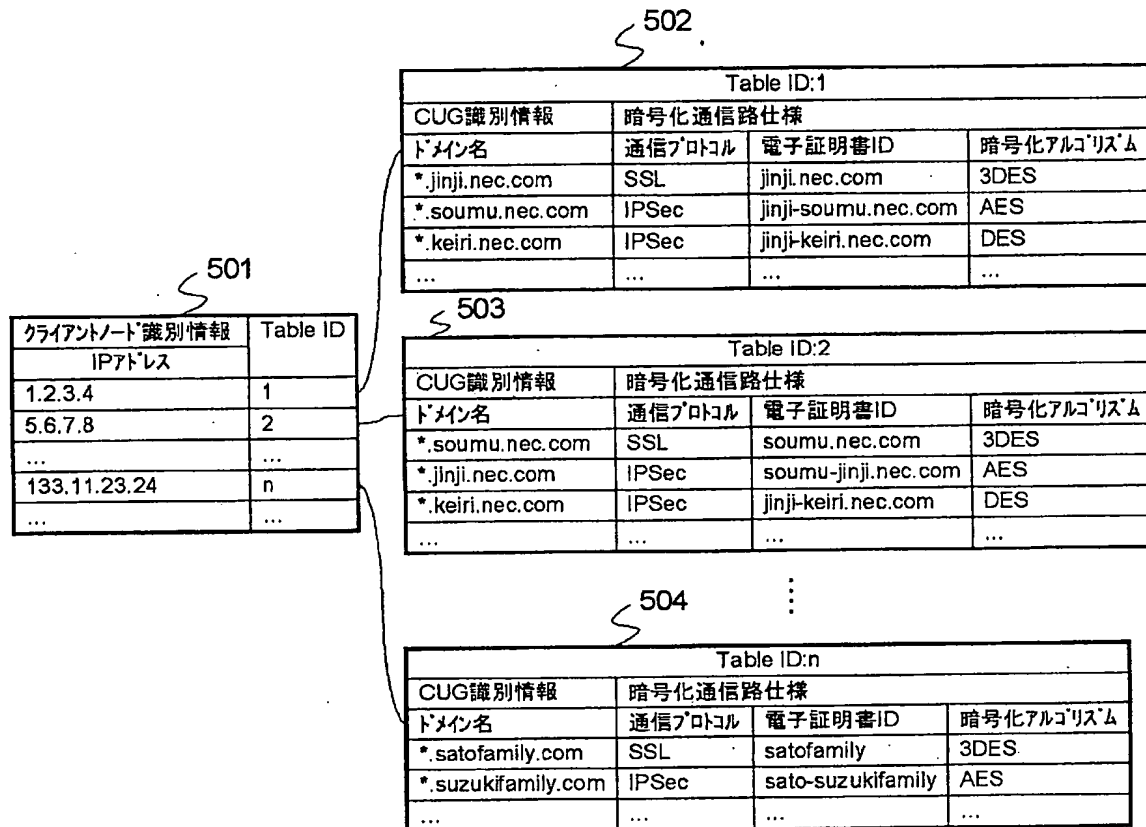 502
Table ID:1
CUG識別情報 暗号化通信路仕様
ドメイン名 通信プロトコル 電子証明書ID 暗号化アルゴリズム
*.jinji.nec.com SSL jinji.nec.com 3DES
*.soumu.nec.com IPSec jinji-soumu.nec.com AES
*.keiri.nec.com IPSec jinji-keiri.nec.com DES
... ... ... ...
501
クライアントノード識別情報 Table ID
IPアドレス
1.2.3.4 1
5.6.7.8 2
... ...
133.11.23.24 n
... ...
503
Table ID:2
CUG識別情報 暗号化通信路仕様
ドメイン名 通信プロトコル 電子証明書ID 暗号化アルゴリズム
*.soumu.nec.com SSL soumu.nec.com 3DES
*.jinji.nec.com IPSec soumu-jinji.nec.com AES
*.keiri.nec.com IPSec jinji-keiri.nec.com DES
... ... ... ...
504
Table ID:n
CUG識別情報 暗号化通信路仕様
ドメイン名 通信プロトコル 電子証明書ID 暗号化アルゴリズム
*.satofamily.com SSL satofamily 3DES
*.suzukifamily.com IPSec sato-suzukifamily AES
... ... ... ...